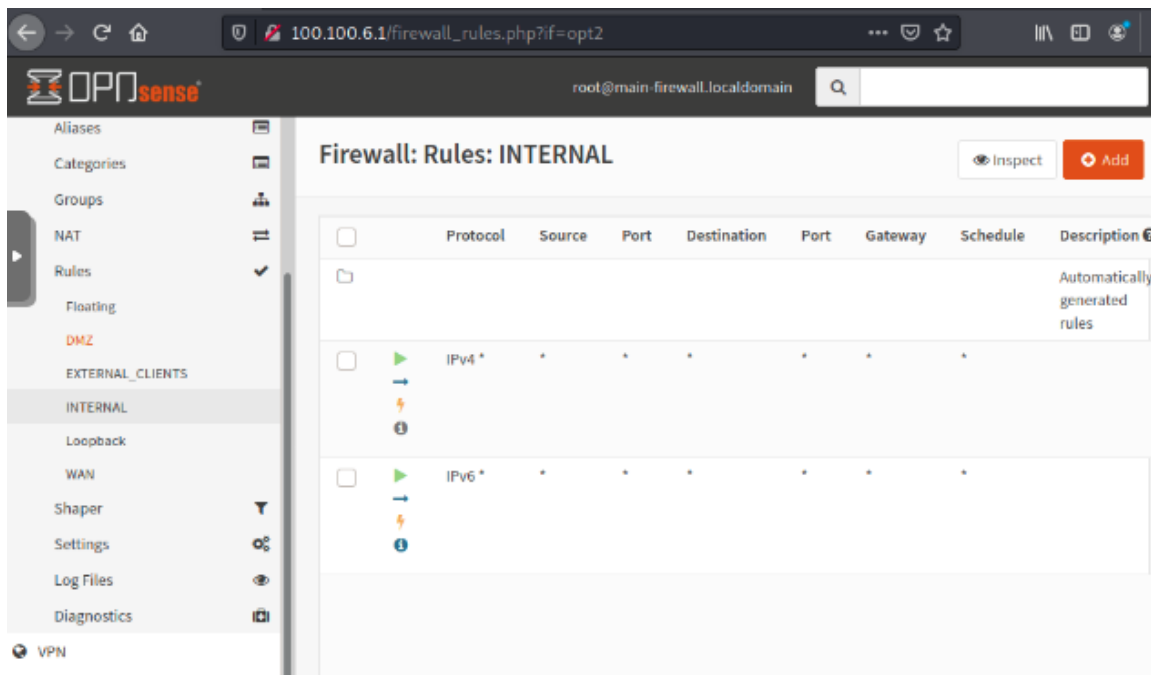 100.100.6.1/firewall_rules.php?if=opt2
OPNsense
root@main-firewall.localdomain
Aliases
Categories
Groups
NAT
Rules
Floating
DMZ
EXTERNAL_CLIENTS
INTERNAL
Loopback
WAN
Shaper
Settings
Log Files
Diagnostics
VPN
Firewall: Rules: INTERNAL
Inspect
Add
Protocol Source Port Destination Port Gateway Schedule Description
Automatically
generated
rules
IPv4 * * * * * * *
IPv6 * * * * * * *